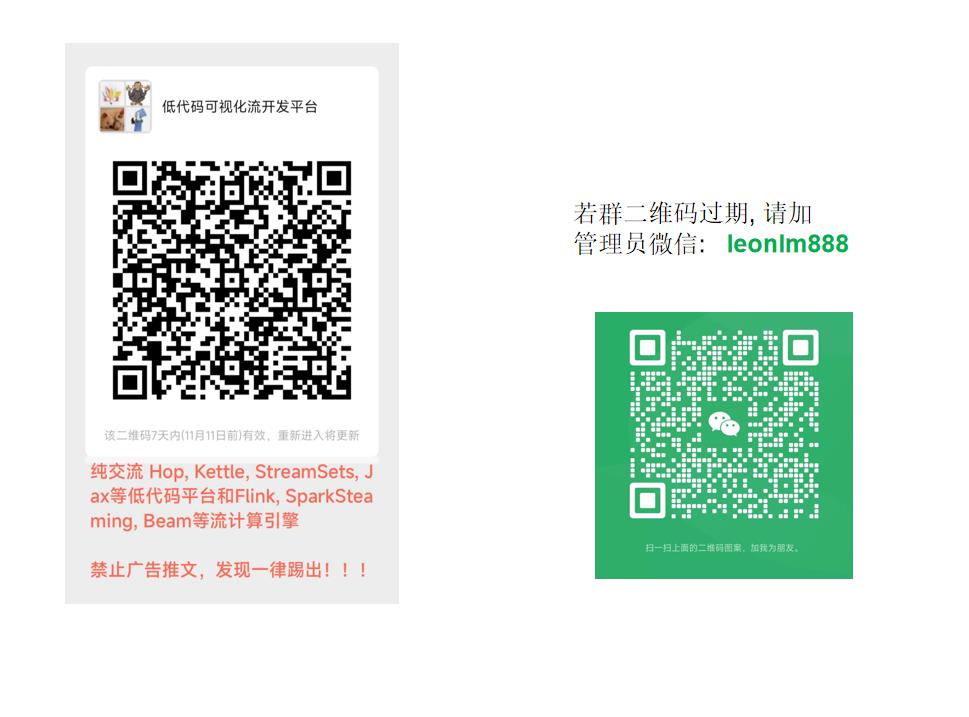 低代码可视化流开发平台
该二维码7天内(11月11日前)有效，重新进入将更新
纯交流 Hop, Kettle, StreamSets, J
ax等低代码平台和Flink, SparkStea
ming, Beam等流计算引擎
禁止广告推文，发现一律踢出！！！
若群二维码过期, 请加
管理员微信: leonlm888
扫一扫上面的二维码图案，加我为朋友。